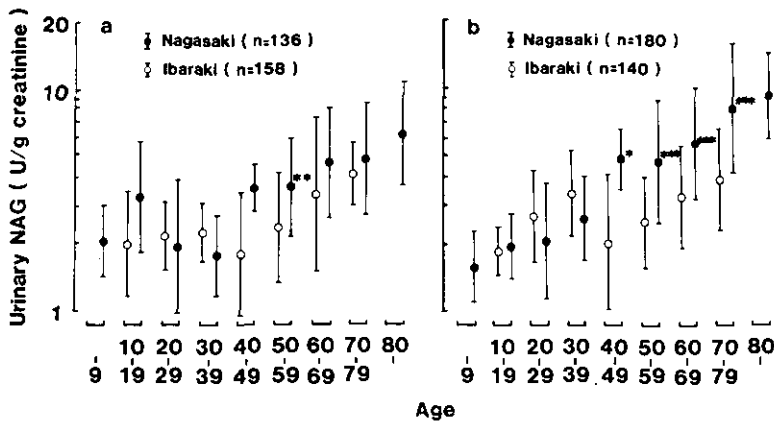 a
Nagasaki ( n=136 )
Ibaraki ( n=158 )
b
Nagasaki ( n=180 )
Ibaraki ( n=140 )
Urinary NAG ( U/g creatinine )
20
10
1
**
*
***
***
***
10 20 30 40 50 60 70 80
9 19 29 39 49 59 69 79
10 20 30 40 50 60 70 80
9 19 29 39 49 59 69 79
Age